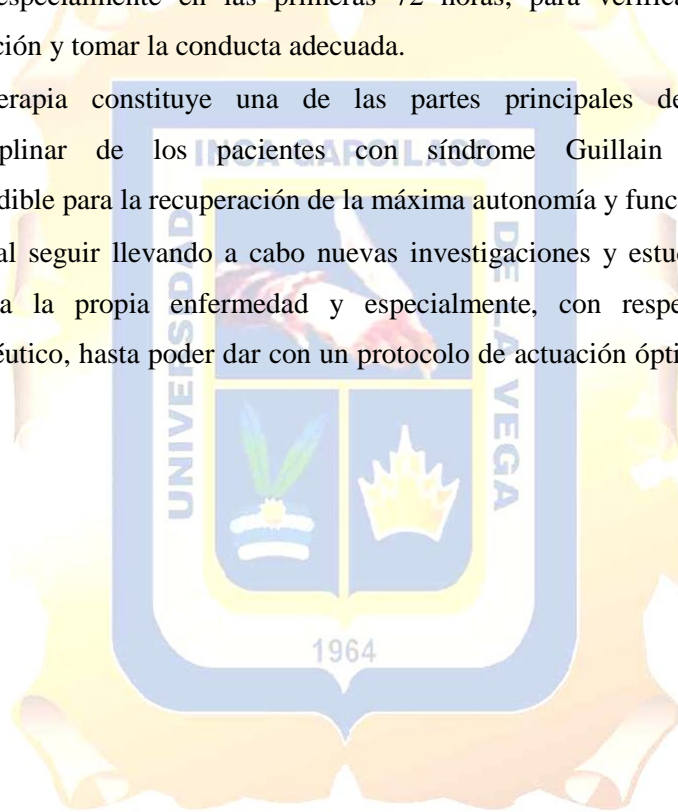 especialmente en las primeras 72 horas, para verifica
ción y tomar la conducta adecuada.
erapia constituye una de las partes principales de
plinar de los pacientes con síndrome Guillain
dible para la recuperación de la máxima autonomía y func
al seguir llevando a cabo nuevas investigaciones y estu
a la propia enfermedad y especialmente, con respe
éutico, hasta poder dar con un protocolo de actuación ópti
INCA GARCILASO
UNIVERSIDAD
DE LA VEGA
1964